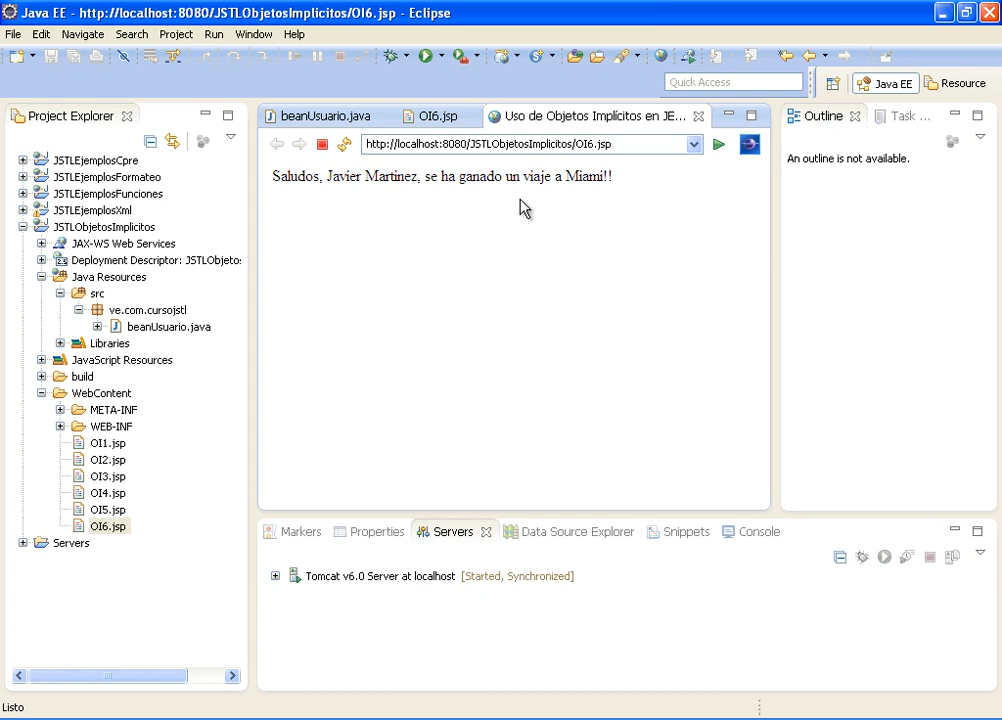 Java EE - http://localhost:8080/JSTLObjetosImplicitos/OI6.jsp - Eclipse
File Edit Navigate Search Project Run Window Help
Quick Access
Java EE
Resource
Project Explorer
JSTLEjemplosCpre
JSTLEjemplosFormateo
JSTLEjemplosFunciones
JSTLEjemplosXml
JSTLObjetosImplicitos
JAX-WS Web Services
Deployment Descriptor: JSTLObjeto:
Java Resources
src
ve.com.cursojstl
beanUsuario.java
Libraries
JavaScript Resources
build
WebContent
META-INF
WEB-INF
OI1.jsp
OI2.jsp
OI3.jsp
OI4.jsp
OI5.jsp
OI6.jsp
Servers
beanUsuario.java
OI6.jsp
Uso de Objetos Implícitos en JE...
http://localhost:8080/JSTLObjetosImplicitos/OI6.jsp
Saludos, Javier Martinez, se ha ganado un viaje a Miami!!
Outline
Task ...
An outline is not available.
Markers
Properties
Servers
Data Source Explorer
Snippets
Console
Tomcat v6.0 Server at localhost [Started, Synchronized]
Listo